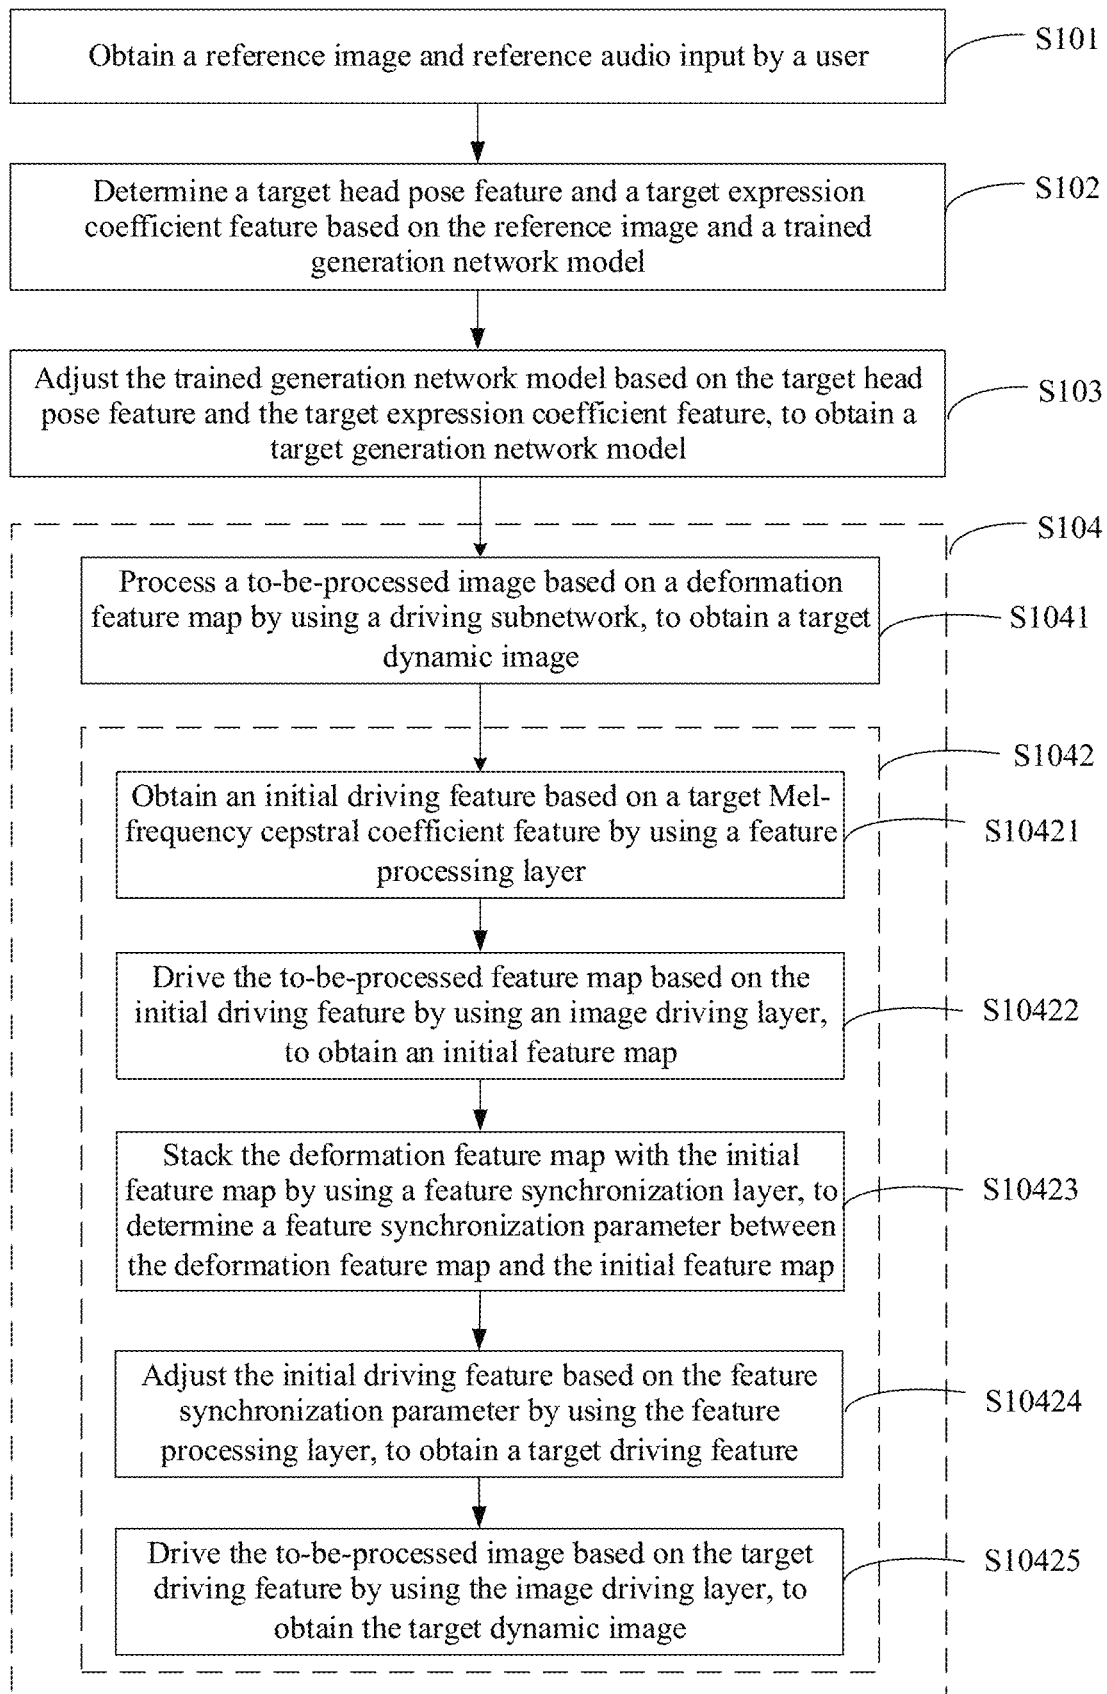 Obtain a reference image and reference audio input by a user
S101
Determine a target head pose feature and a target expression
coefficient feature based on the reference image and a trained
generation network model
S102
Adjust the trained generation network model based on the target head
pose feature and the target expression coefficient feature, to obtain a
target generation network model
S103
S104
Process a to-be-processed image based on a deformation
feature map by using a driving subnetwork, to obtain a target
dynamic image
S1041
S1042
Obtain an initial driving feature based on a target Mel-
frequency cepstral coefficient feature by using a feature
processing layer
S10421
Drive the to-be-processed feature map based on the
initial driving feature by using an image driving layer,
to obtain an initial feature map
S10422
Stack the deformation feature map with the initial
feature map by using a feature synchronization layer, to
determine a feature synchronization parameter between
the deformation feature map and the initial feature map
S10423
Adjust the initial driving feature based on the feature
synchronization parameter by using the feature
processing layer, to obtain a target driving feature
S10424
Drive the to-be-processed image based on the target
driving feature by using the image driving layer, to
obtain the target dynamic image
S10425